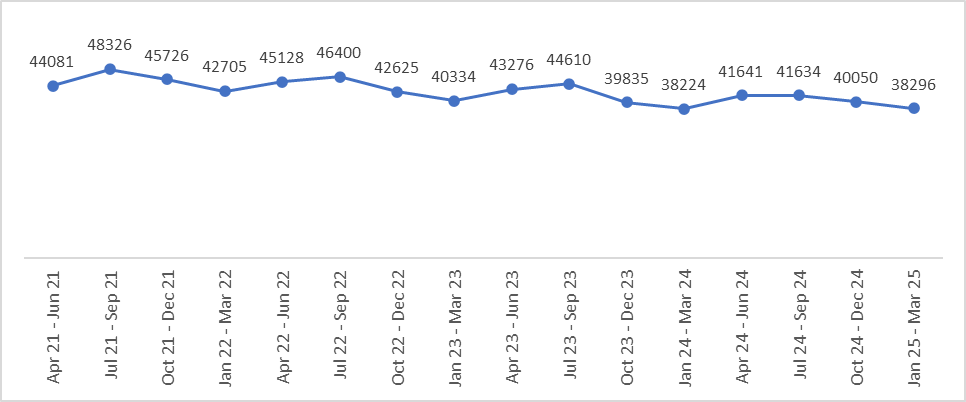 44081
48326
45726
42705
45128
46400
42625
40334
43276
44610
39835
38224
41641
41634
40050
38296
Apr 21 - Jun 21
Jul 21 - Sep 21
Oct 21 - Dec 21
Jan 22 - Mar 22
Apr 22 - Jun 22
Jul 22 - Sep 22
Oct 22 - Dec 22
Jan 23 - Mar 23
Apr 23 - Jun 23
Jul 23 - Sep 23
Oct 23 - Dec 23
Jan 24 - Mar 24
Apr 24 - Jun 24
Jul 24 - Sep 24
Oct 24 - Dec 24
Jan 25 - Mar 25